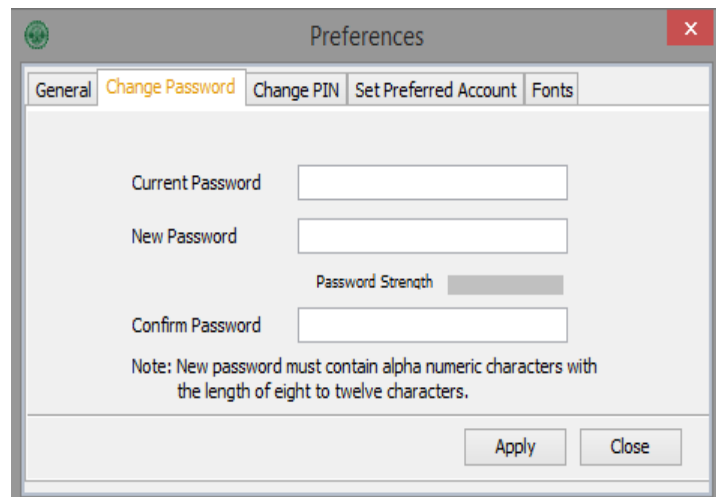 Preferences
x
General Change Password Change PIN Set Preferred Account Fonts
Current Password
New Password
Password Strength
Confirm Password
Note: New password must contain alpha numeric characters with
the length of eight to twelve characters.
Apply Close